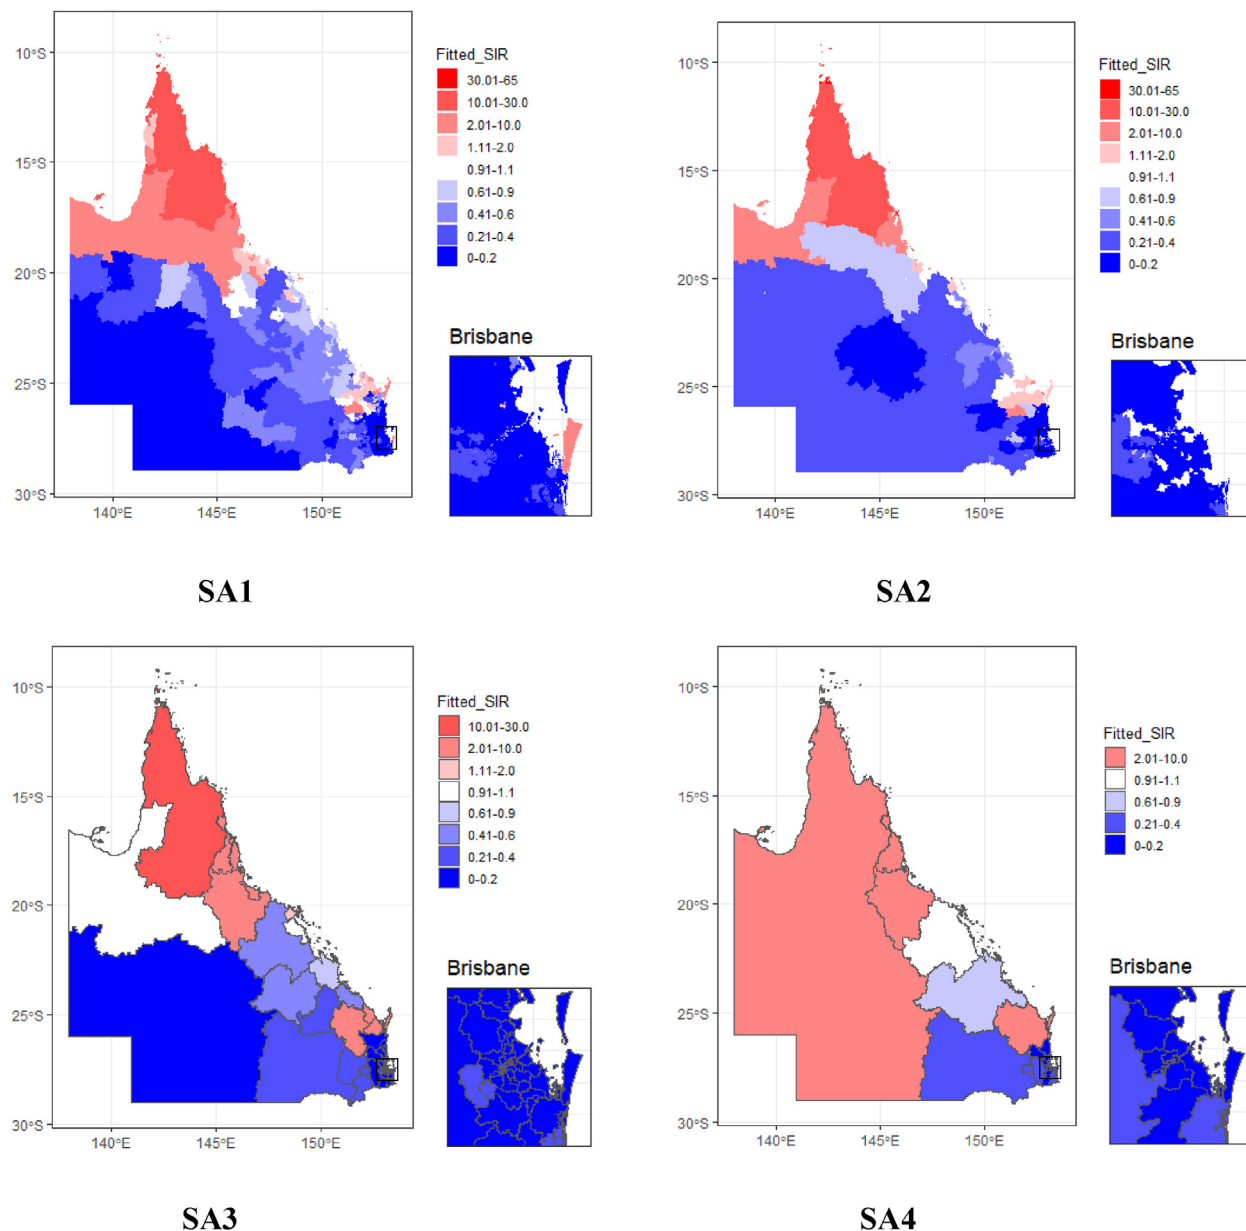 Fitted_SIR
30.01-65
10.01-30.0
2.01-10.0
1.11-2.0
0.91-1.1
0.61-0.9
0.41-0.6
0.21-0.4
0-0.2
10°S
15°S
20°S
25°S
30°S
140°E
145°E
150°E
Brisbane
SA1
Fitted_SIR
30.01-65
10.01-30.0
2.01-10.0
1.11-2.0
0.91-1.1
0.61-0.9
0.41-0.6
0.21-0.4
0-0.2
10°S
15°S
20°S
25°S
30°S
140°E
145°E
150°E
Brisbane
SA2
Fitted_SIR
10.01-30.0
2.01-10.0
1.11-2.0
0.91-1.1
0.61-0.9
0.41-0.6
0.21-0.4
0-0.2
10°S
15°S
20°S
25°S
30°S
140°E
145°E
150°E
Brisbane
SA3
Fitted_SIR
2.01-10.0
0.91-1.1
0.61-0.9
0.21-0.4
0-0.2
10°S
15°S
20°S
25°S
30°S
140°E
145°E
150°E
Brisbane
SA4